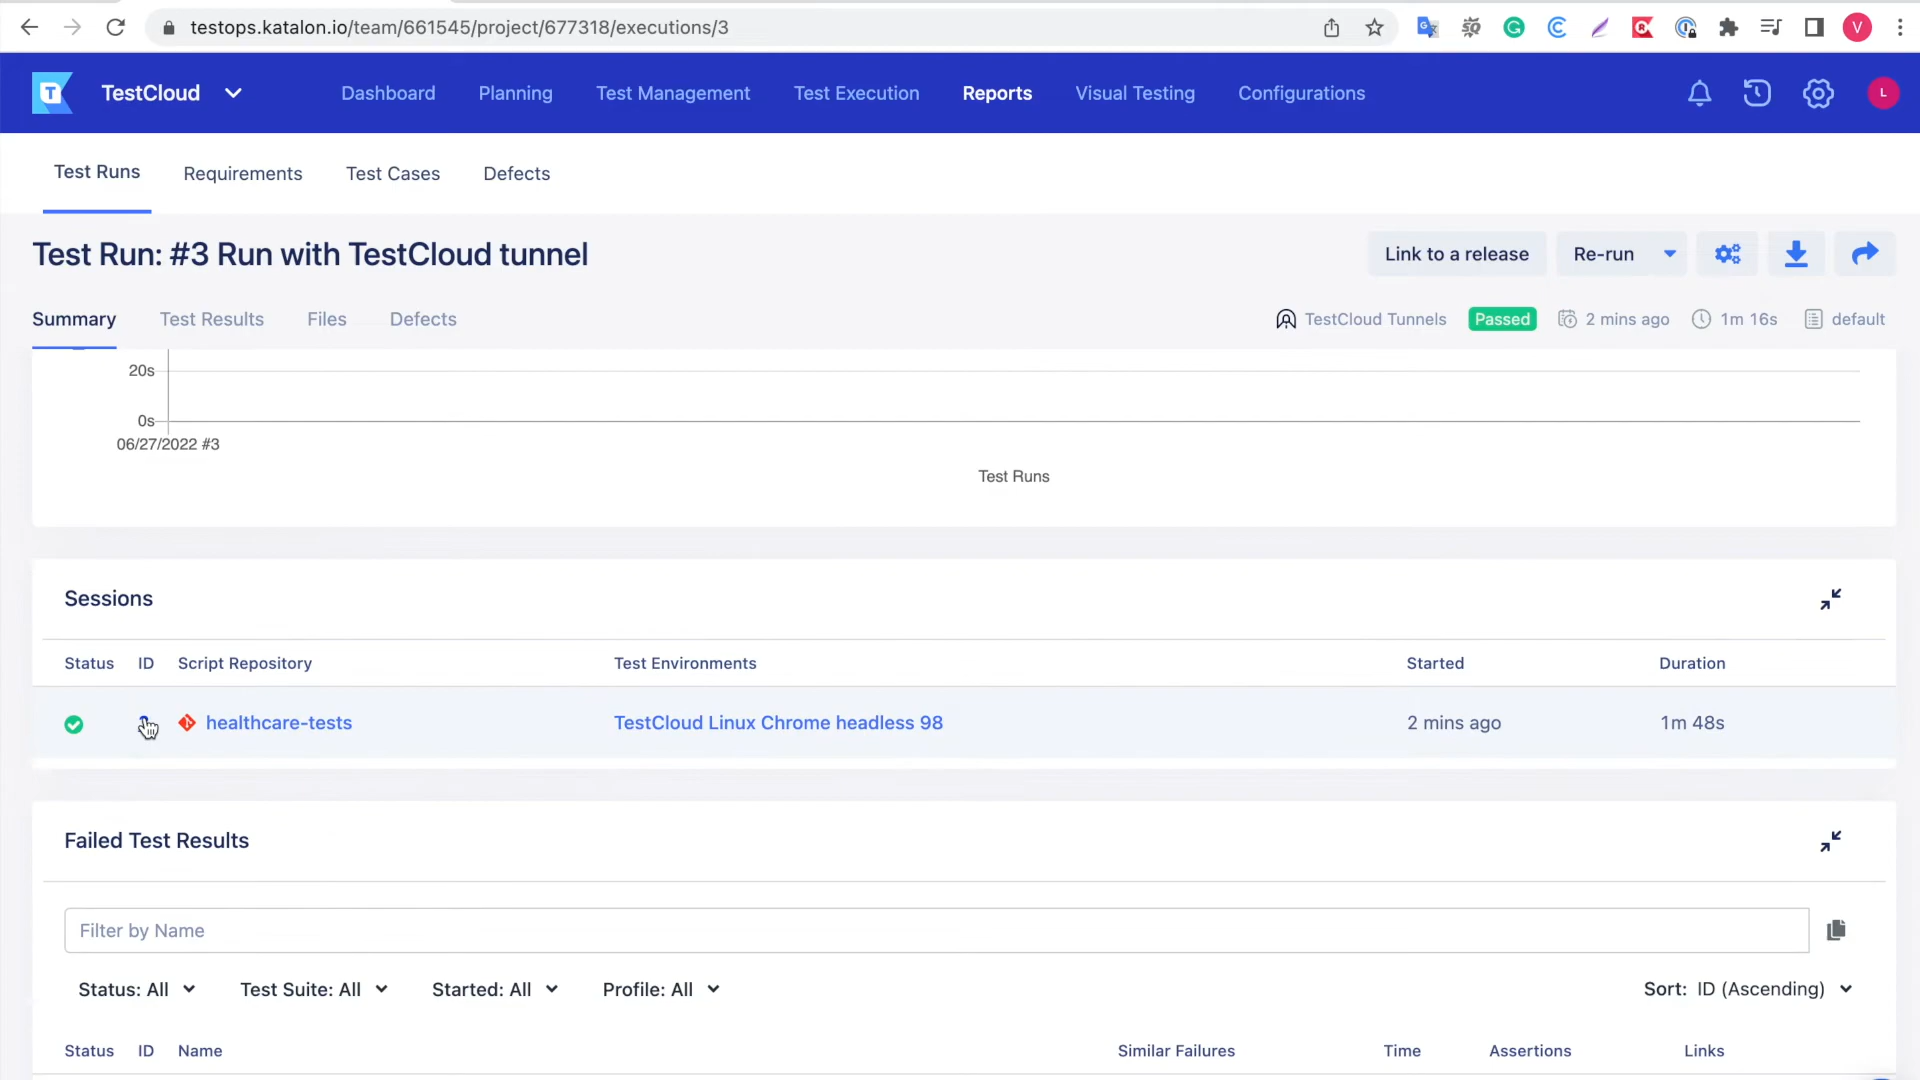 testops.katalon.io/team/661545/project/677318/executions/3
V
T TestCloud Dashboard Planning Test Management Test Execution Reports Visual Testing Configurations L
Test Runs Requirements Test Cases Defects
Test Run: #3 Run with TestCloud tunnel Link to a release Re-run
Summary Test Results Files Defects TestCloud Tunnels Passed 2 mins ago 1m 16s default
20s
0s
06/27/2022 #3
Test Runs
Sessions
Status ID Script Repository Test Environments Started Duration
healthcare-tests TestCloud Linux Chrome headless 98 2 mins ago 1m 48s
Failed Test Results
Filter by Name
Status: All Test Suite: All Started: All Profile: All Sort: ID (Ascending)
Status ID Name Similar Failures Time Assertions Links